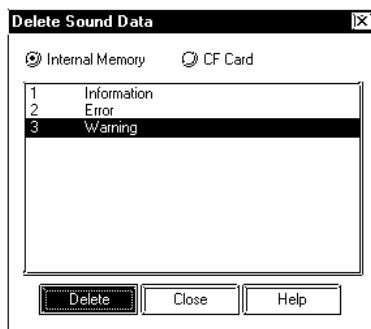 Delete Sound Data
Internal Memory CF Card
1 Information
2 Error
3 Warning
Delete Close Help